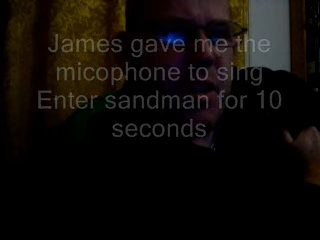 James gave me the
micophone to sing
Enter sandman for 10
seconds